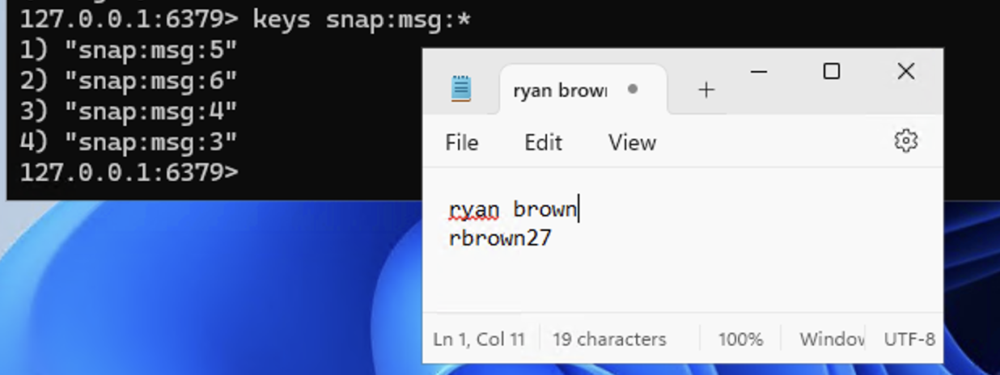 127.0.0.1:6379> keys snap:msg:*
1) "snap:msg:5"
2) "snap:msg:6"
3) "snap:msg:4"
4) "snap:msg:3"
127.0.0.1:6379>
ryan brown
File Edit View
ryan brown
rbrown27
Ln 1, Col 11 19 characters 100% Window UTF-8